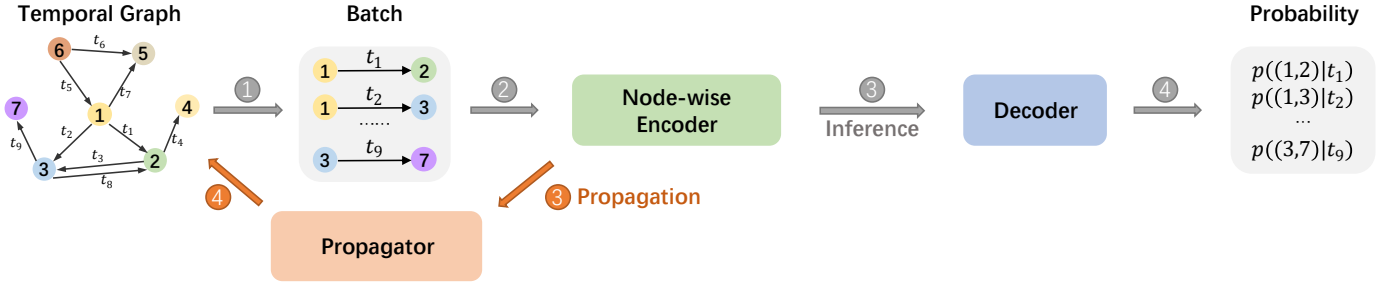 Temporal Graph
6
t₆
5
t₅
t₇
7
1
4
t₉
t₂
t₁
t₄
3
t₃
2
t₈
①
Batch
1 t₁ 2
1 t₂ 3
......
3 t₉ 7
②
Node-wise
Encoder
③
Inference
Decoder
④
Probability
p((1,2)|t₁)
p((1,3)|t₂)
...
p((3,7)|t₉)
③ Propagation
④
Propagator